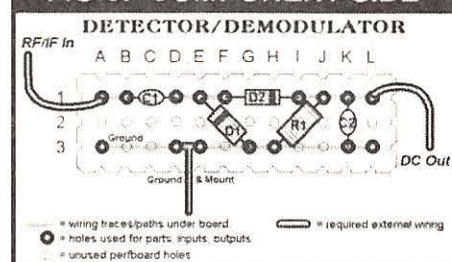 DETECTOR/DEMODULATOR
RF/IF In
A B C D E F G H I J K L
1
C1
D2
2
D1
R1
C2
3
Ground
DC Out
Ground & Mount
= wiring traces/paths under board
= required external wiring
= holes used for parts, inputs, outputs
= unused perfboard holes